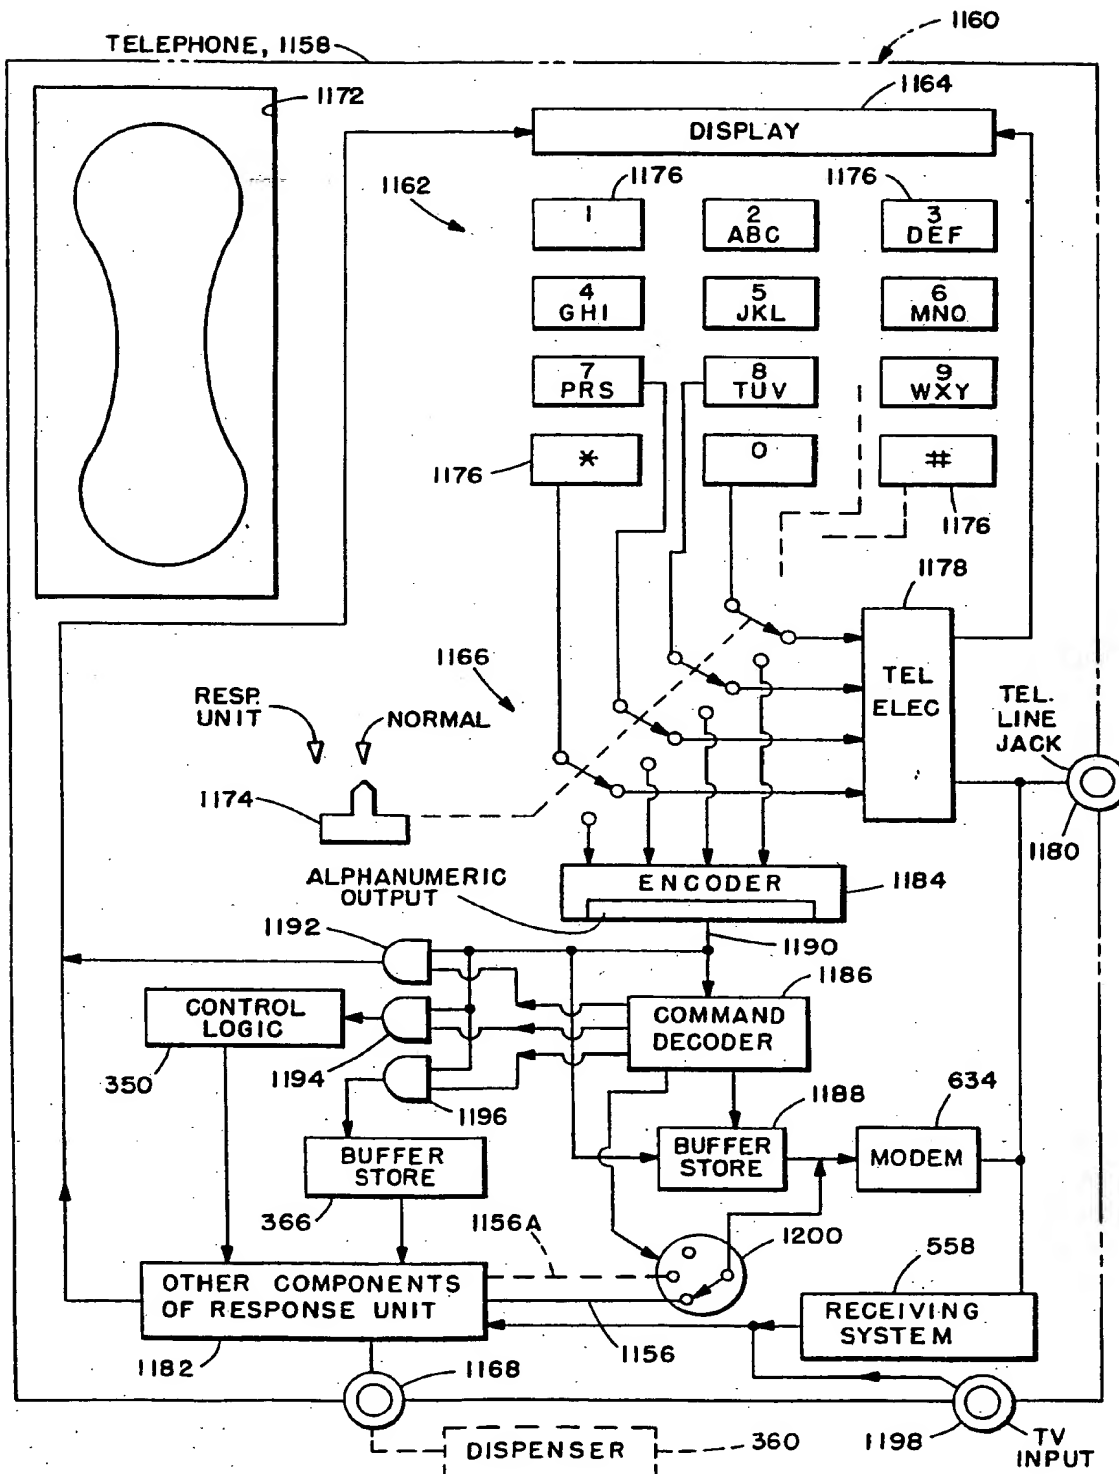 1160
TELEPHONE, 1158
1172
1164
DISPLAY
1162
1176
1176
1
2
ABC
3
DEF
4
GHI
5
JKL
6
MNO
7
PRS
8
TUV
9
WXY
1176
*
0
#
1176
1178
1166
RESP.
UNIT
NORMAL
TEL
ELEC
TEL.
LINE
JACK
1174
1180
ALPHANUMERIC
OUTPUT
ENCODER
1184
1192
1190
1186
CONTROL
LOGIC
COMMAND
DECODER
350
1194
1196
1188
634
BUFFER
STORE
BUFFER
STORE
MODEM
366
1156A
1200
558
OTHER COMPONENTS
OF RESPONSE UNIT
RECEIVING
SYSTEM
1182
1168
1156
DISPENSER
360
1198
TV
INPUT